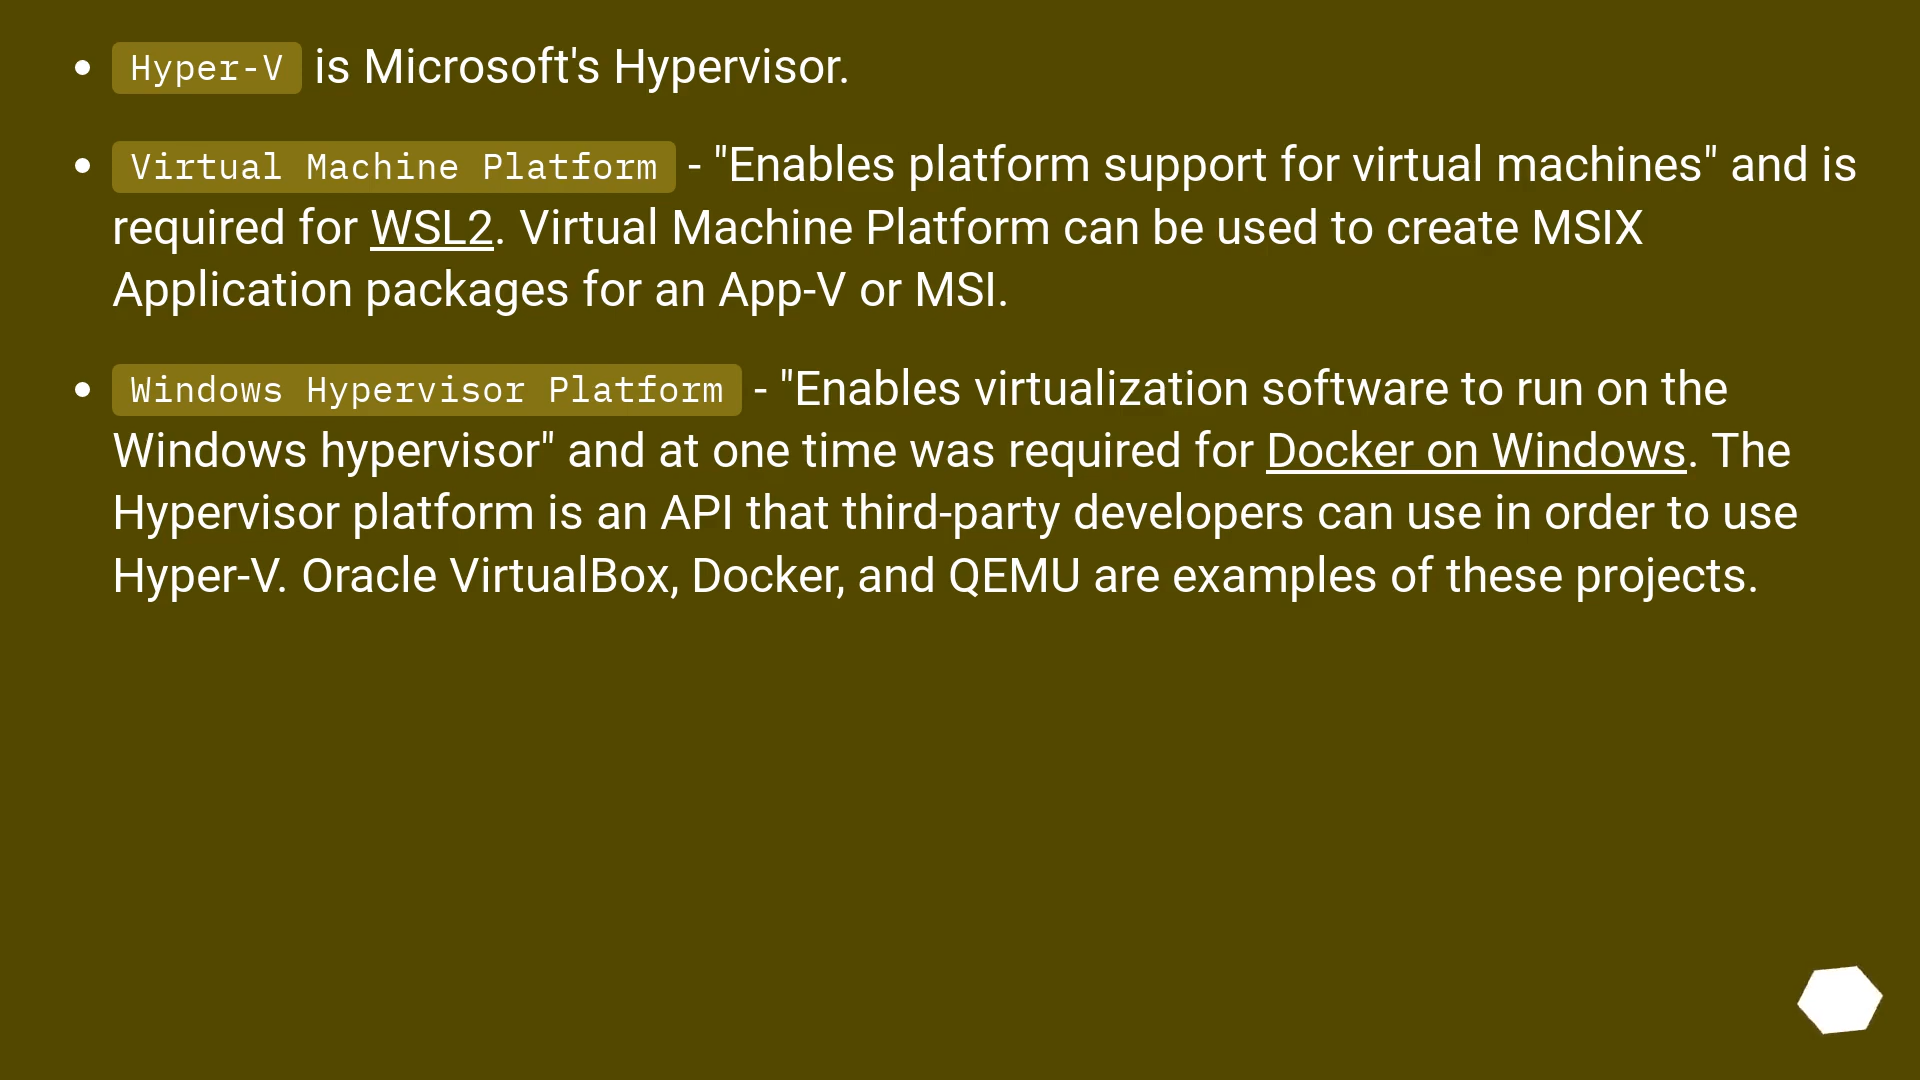 • Hyper-V is Microsoft's Hypervisor.
• Virtual Machine Platform - "Enables platform support for virtual machines" and is
required for WSL2. Virtual Machine Platform can be used to create MSIX
Application packages for an App-V or MSI.
• Windows Hypervisor Platform - "Enables virtualization software to run on the
Windows hypervisor" and at one time was required for Docker on Windows. The
Hypervisor platform is an API that third-party developers can use in order to use
Hyper-V. Oracle VirtualBox, Docker, and QEMU are examples of these projects.